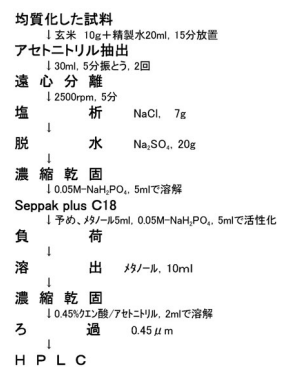 均質化した試料
↓玄米 10g＋精製水20ml, 15分放置
アセトニトリル抽出
↓30ml, 5分振とう, 2回
遠心分離
↓2500rpm, 5分
塩析 NaCl, 7g
↓
脱水 Na₂SO₄, 20g
↓
濃縮乾固
↓0.05M-NaH₂PO₄, 5mlで溶解
Seppak plus C18
↓予め、メタノール5ml, 0.05M-NaH₂PO₄, 5mlで活性化
負荷
↓
溶出 メタノール, 10ml
↓
濃縮乾固
↓0.45%クエン酸/アセトニトリル, 2mlで溶解
ろ過 0.45μm
↓
HPLC